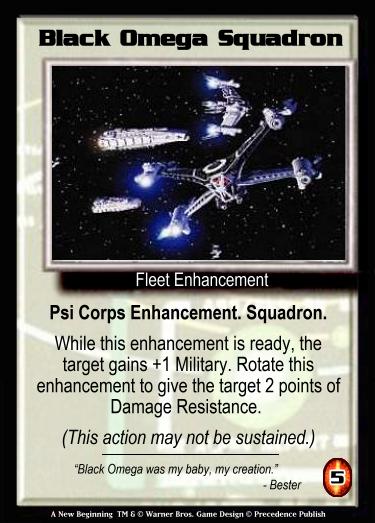 Black Omega Squadron
Fleet Enhancement
Psi Corps Enhancement. Squadron.
While this enhancement is ready, the
target gains +1 Military. Rotate this
enhancement to give the target 2 points of
Damage Resistance.
(This action may not be sustained.)
"Black Omega was my baby, my creation."
- Bester
5
A New Beginning TM & © Warner Bros. Game Design © Precedence Publish